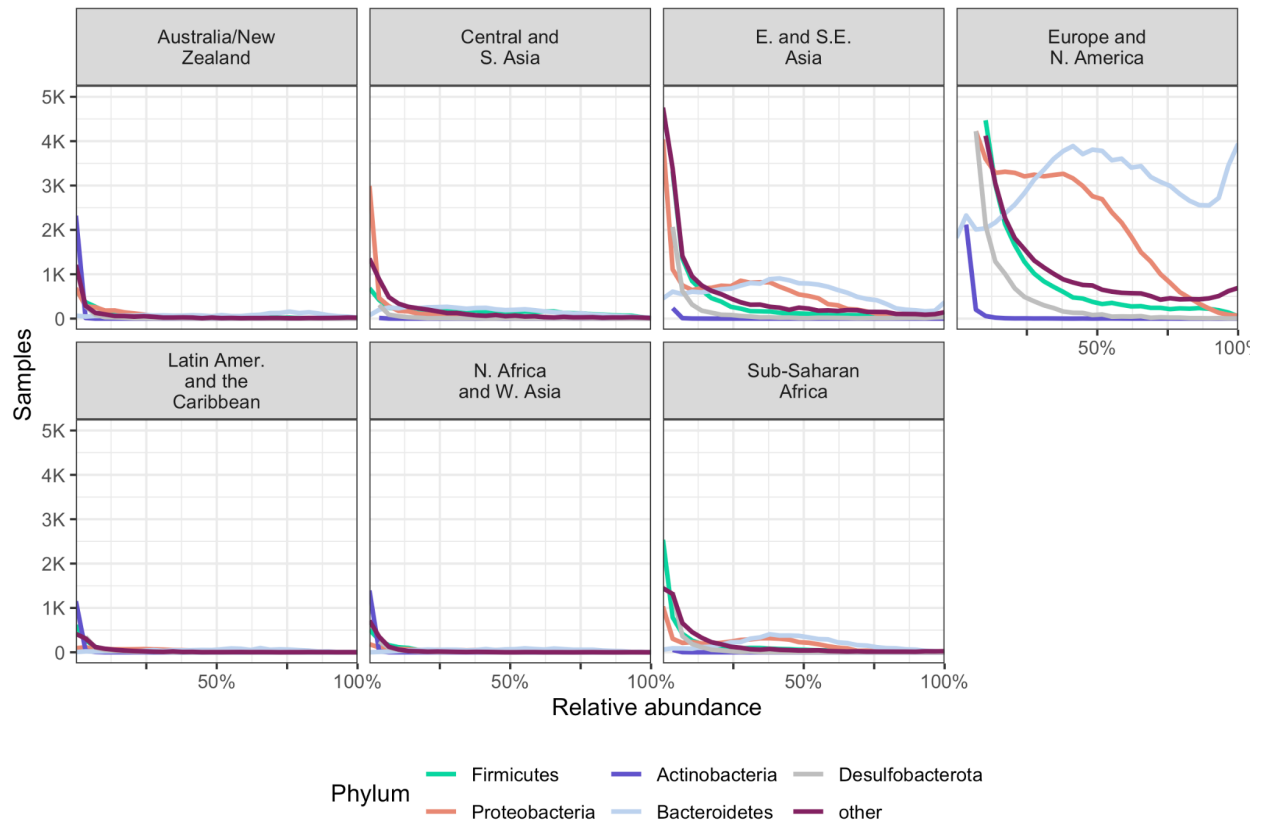 Australia/New
Zealand
Central and
S. Asia
E. and S.E.
Asia
Europe and
N. America
5K
4K
3K
2K
1K
0
50%
100%
Latin Amer.
and the
Caribbean
N. Africa
and W. Asia
Sub-Saharan
Africa
5K
4K
3K
2K
1K
0
50%
100%
50%
100%
50%
100%
Samples
Relative abundance
Phylum
Firmicutes
Actinobacteria
Desulfobacterota
Proteobacteria
Bacteroidetes
other